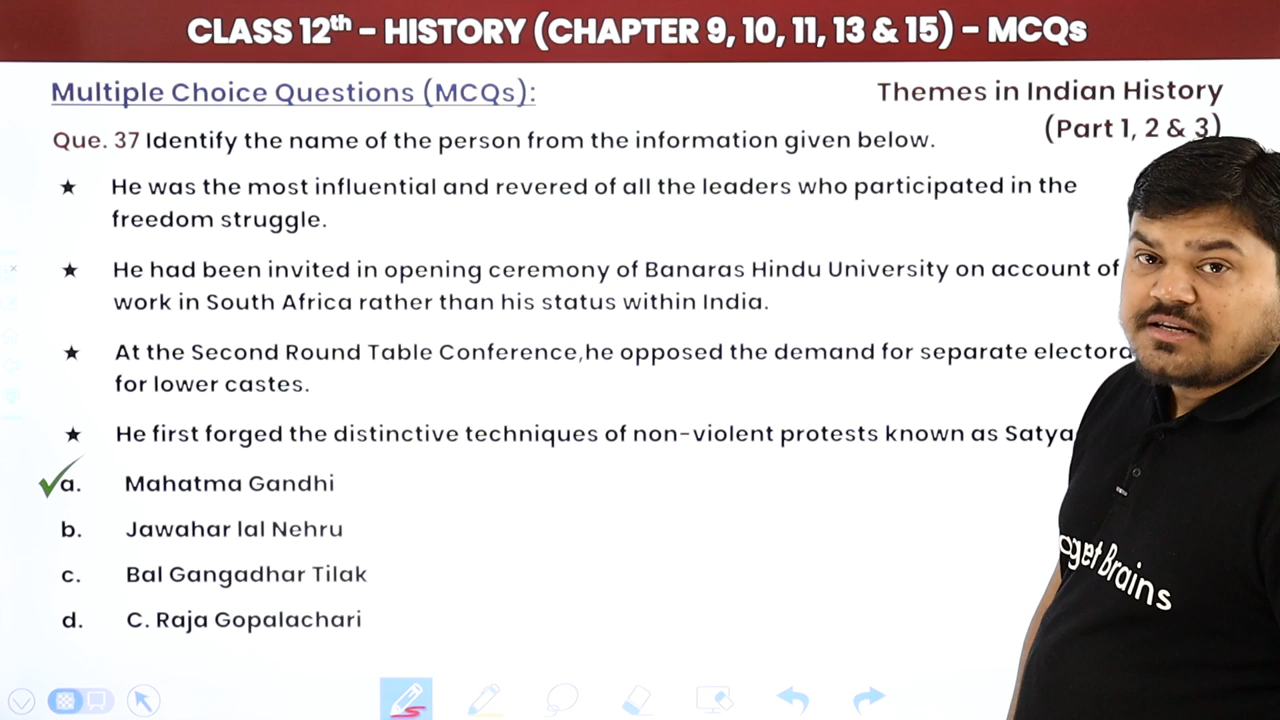 CLASS 12th - HISTORY (CHAPTER 9, 10, 11, 13 & 15) - MCQs
Multiple Choice Questions (MCQs):
Themes in Indian History
(Part 1, 2 & 3)
Que. 37 Identify the name of the person from the information given below.
★ He was the most influential and revered of all the leaders who participated in the
freedom struggle.
★ He had been invited in opening ceremony of Banaras Hindu University on account of
work in South Africa rather than his status within India.
★ At the Second Round Table Conference,he opposed the demand for separate
for lower castes.
★ He first forged the distinctive techniques of non-violent protests known as
a. Mahatma Gandhi
b. Jawahar lal Nehru
c. Bal Gangadhar Tilak
d. C. Raja Gopalachari
Brains